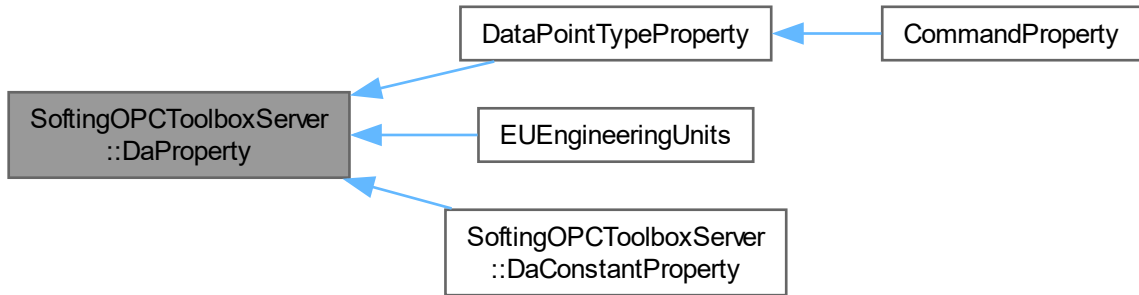 DataPointTypeProperty
CommandProperty
SoftingOPCToolboxServer
::DaProperty
EUEngineeringUnits
SoftingOPCToolboxServer
::DaConstantProperty